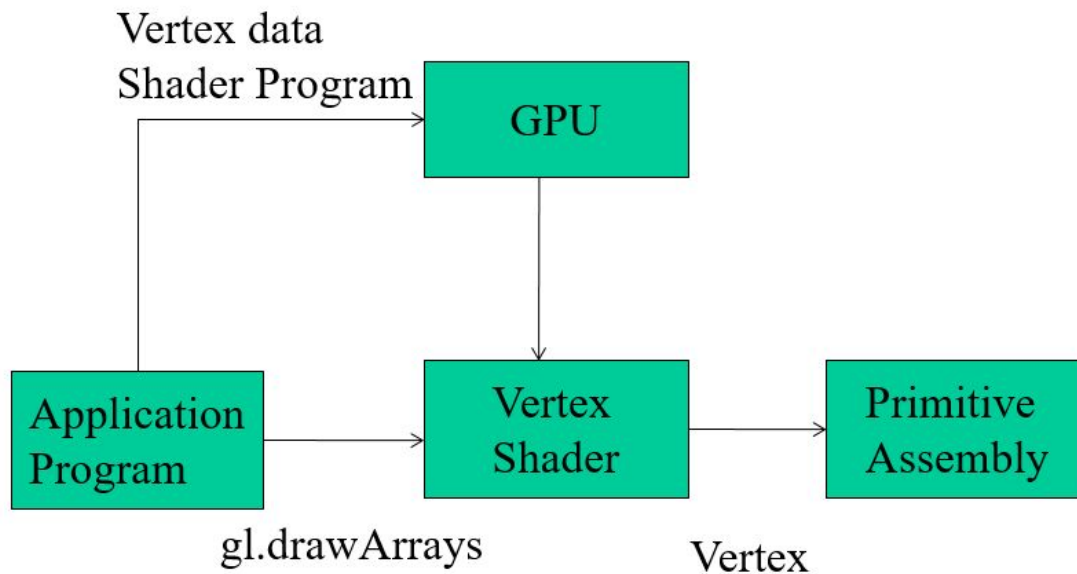 Vertex data
Shader Program
GPU
Application
Program
Vertex
Shader
Primitive
Assembly
gl.drawArrays
Vertex